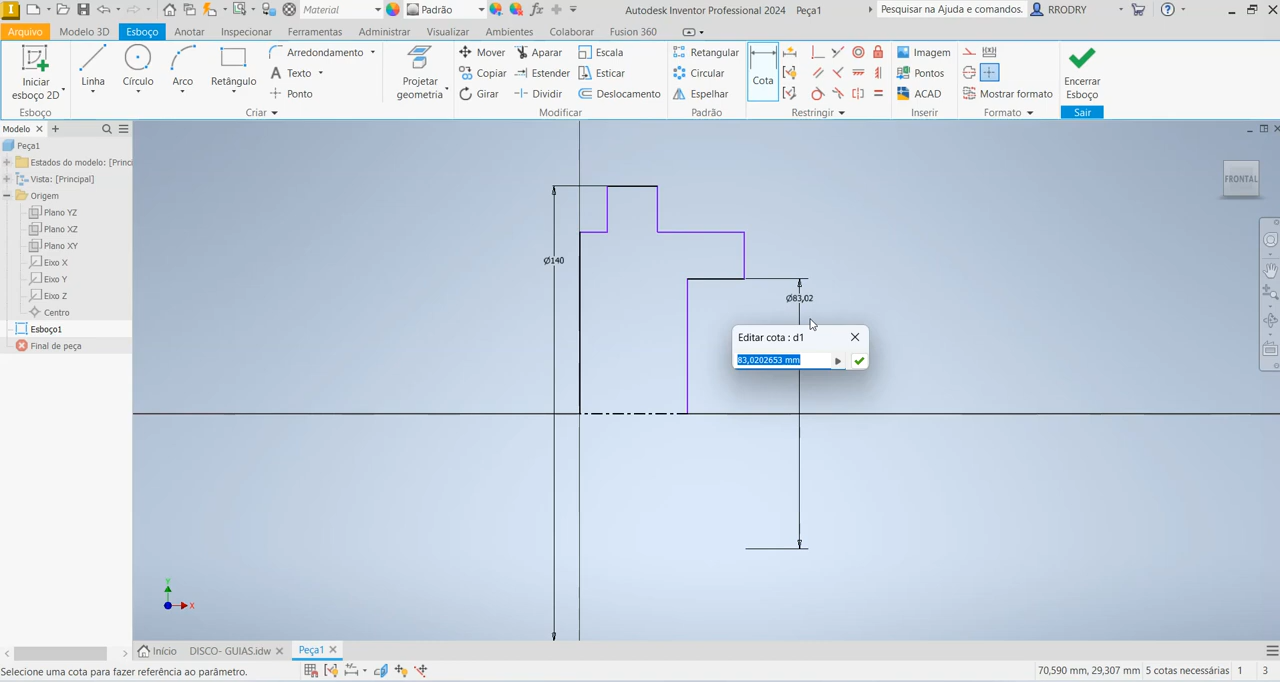 Material
Padrão
Autodesk Inventor Professional 2024 Peça1
Pesquisar na Ajuda e comandos.
RRODRY
Arquivo
Modelo 3D
Esboço
Anotar
Inspecionar
Ferramentas
Administrar
Visualizar
Ambientes
Colaborar
Fusion 360
Iniciar
esboço 2D
Linha
Círculo
Arco
Retângulo
Arredondamento
Texto
Ponto
Projetar
geometria
Mover
Copiar
Girar
Aparar
Estender
Dividir
Escala
Esticar
Deslocamento
Retangular
Circular
Espelhar
Cota
Imagem
Pontos
ACAD
Mostrar formato
Encerrar
Esboço
Esboço
Criar
Modificar
Padrão
Restringir
Inserir
Formato
Sair
Modelo
Peça1
Estados do modelo: [Princ
Vista: [Principal]
Origem
Plano YZ
Plano XZ
Plano XY
Eixo X
Eixo Y
Eixo Z
Centro
Esboço1
Final de peça
FRONTAL
Ø140
Ø83,02
Editar cota : d1
83,0202653 mm
Y
X
Início
DISCO- GUIAS.idw
Peça1
Selecione uma cota para fazer referência ao parâmetro.
70,590 mm, 29,307 mm
5 cotas necessárias
1
3